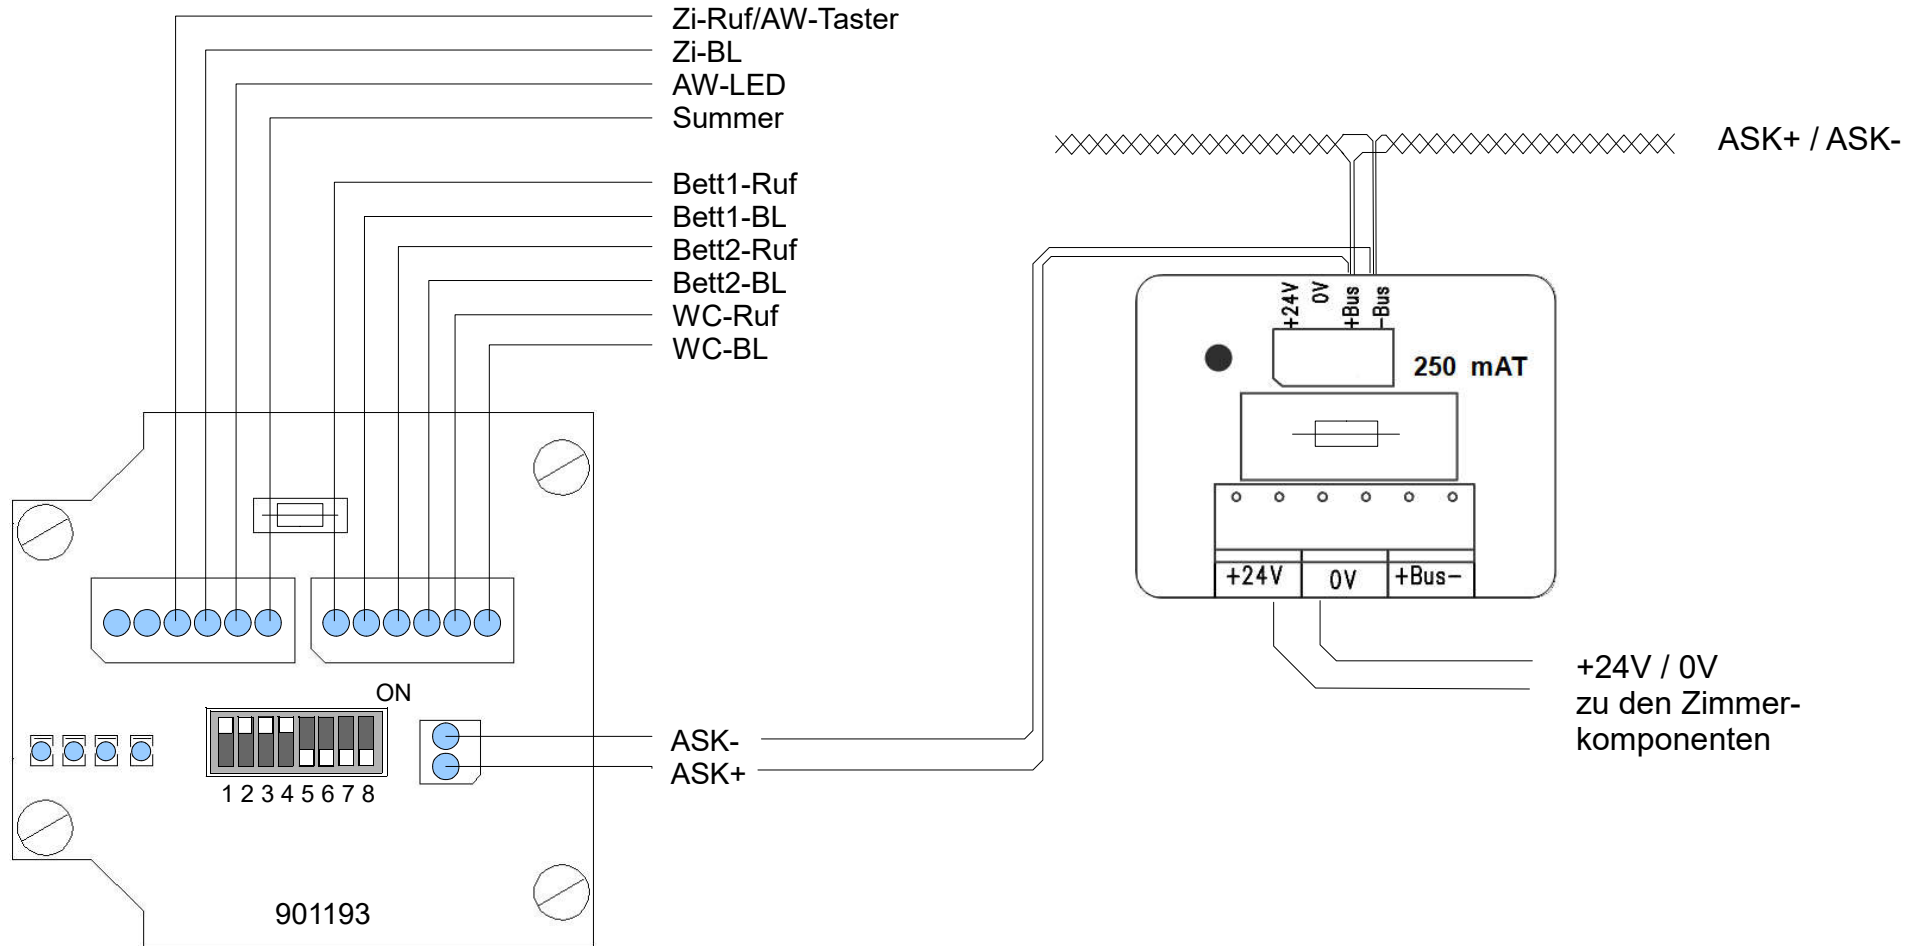 Zi-Ruf/AW-Taster
Zi-BL
AW-LED
Summer
Bett1-Ruf
Bett1-BL
Bett2-Ruf
Bett2-BL
WC-Ruf
WC-BL
ASK+ / ASK-
+24V
0V
+Bus
-Bus
250 mAT
+24V 0V +Bus-
+24V / 0V
zu den Zimmer-
komponenten
ON
1 2 3 4 5 6 7 8
ASK-
ASK+
901193